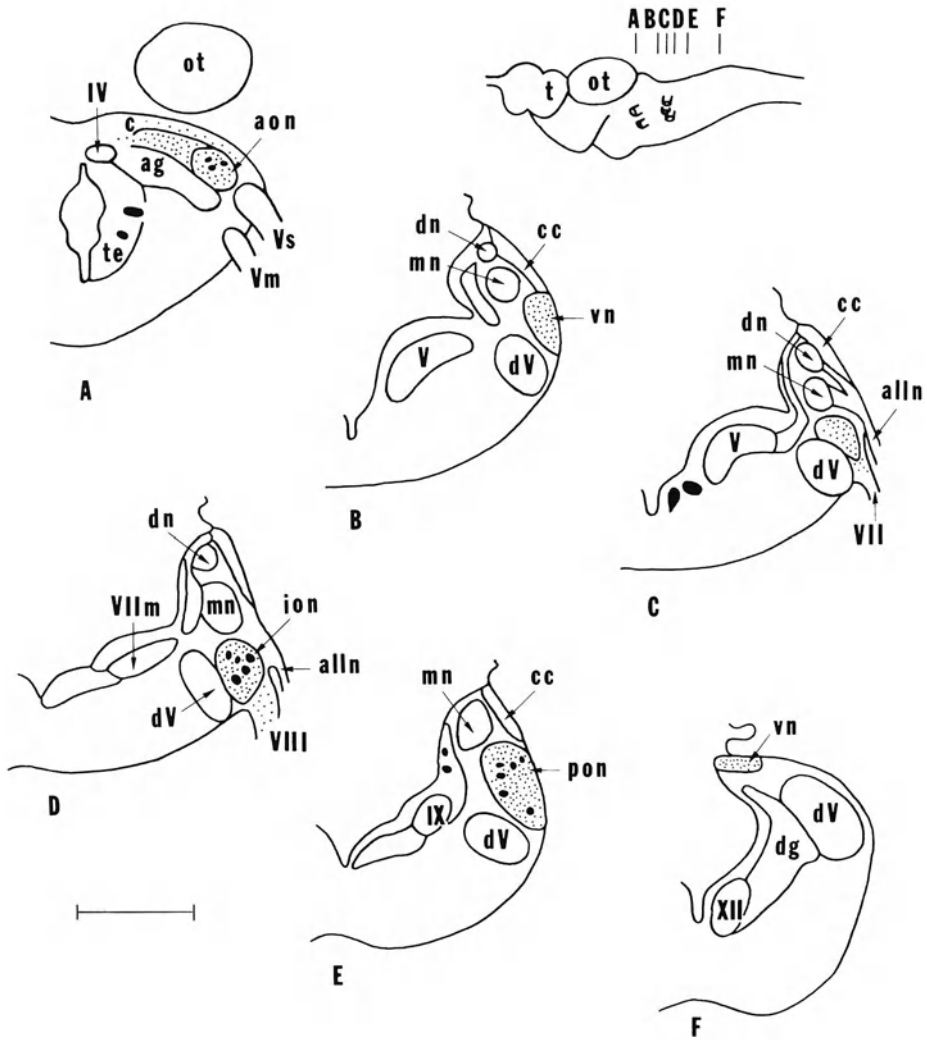 A B C D E F
t
ot
ot
IV
c
aon
ag
te
Vs
Vm
A
dn
cc
mn
vn
V
dV
B
dn
cc
mn
alln
V
dV
VII
C
dn
VIIm
mn
ion
alln
dV
VIII
D
mn
cc
pon
IX
dV
E
vn
dV
dg
XII
F